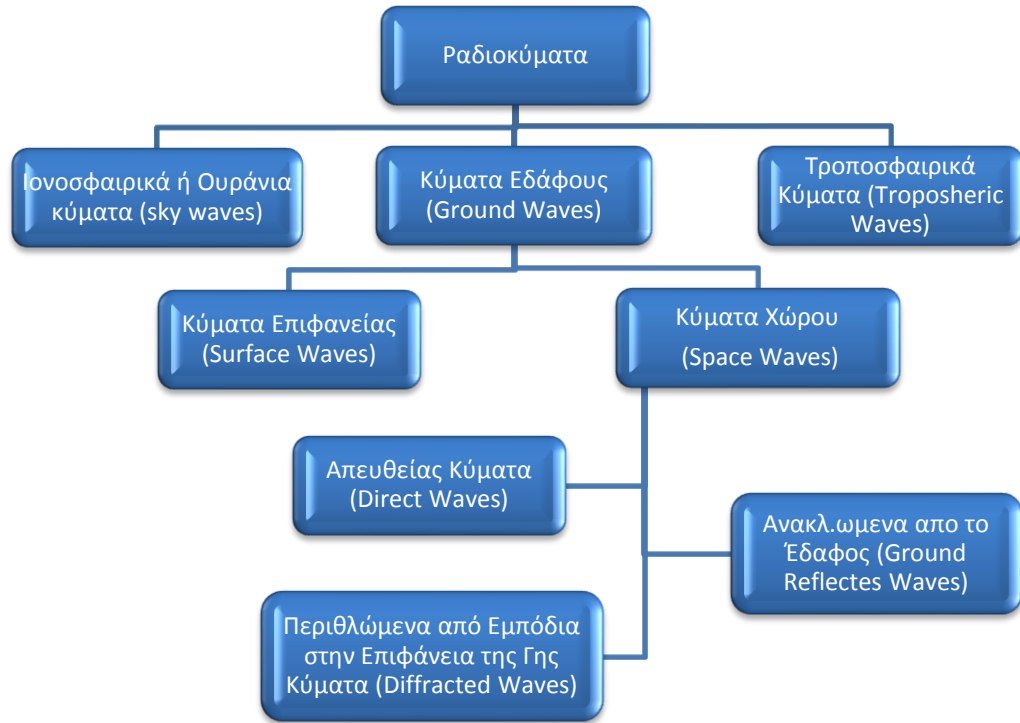 Ραδιοκύματα
Ιονοσφαιρικά ή Ουράνια
κύματα (sky waves)
Κύματα Εδάφους
(Ground Waves)
Τροποσφαιρικά
Κύματα (Troposheric
Waves)
Κύματα Επιφανείας
(Surface Waves)
Κύματα Χώρου
(Space Waves)
Απευθείας Κύματα
(Direct Waves)
Ανακλ.ωμενα απο το
Έδαφος (Ground
Reflectes Waves)
Περιθλώμενα από Εμπόδια
στην Επιφάνεια της Γης
Κύματα (Diffracted Waves)